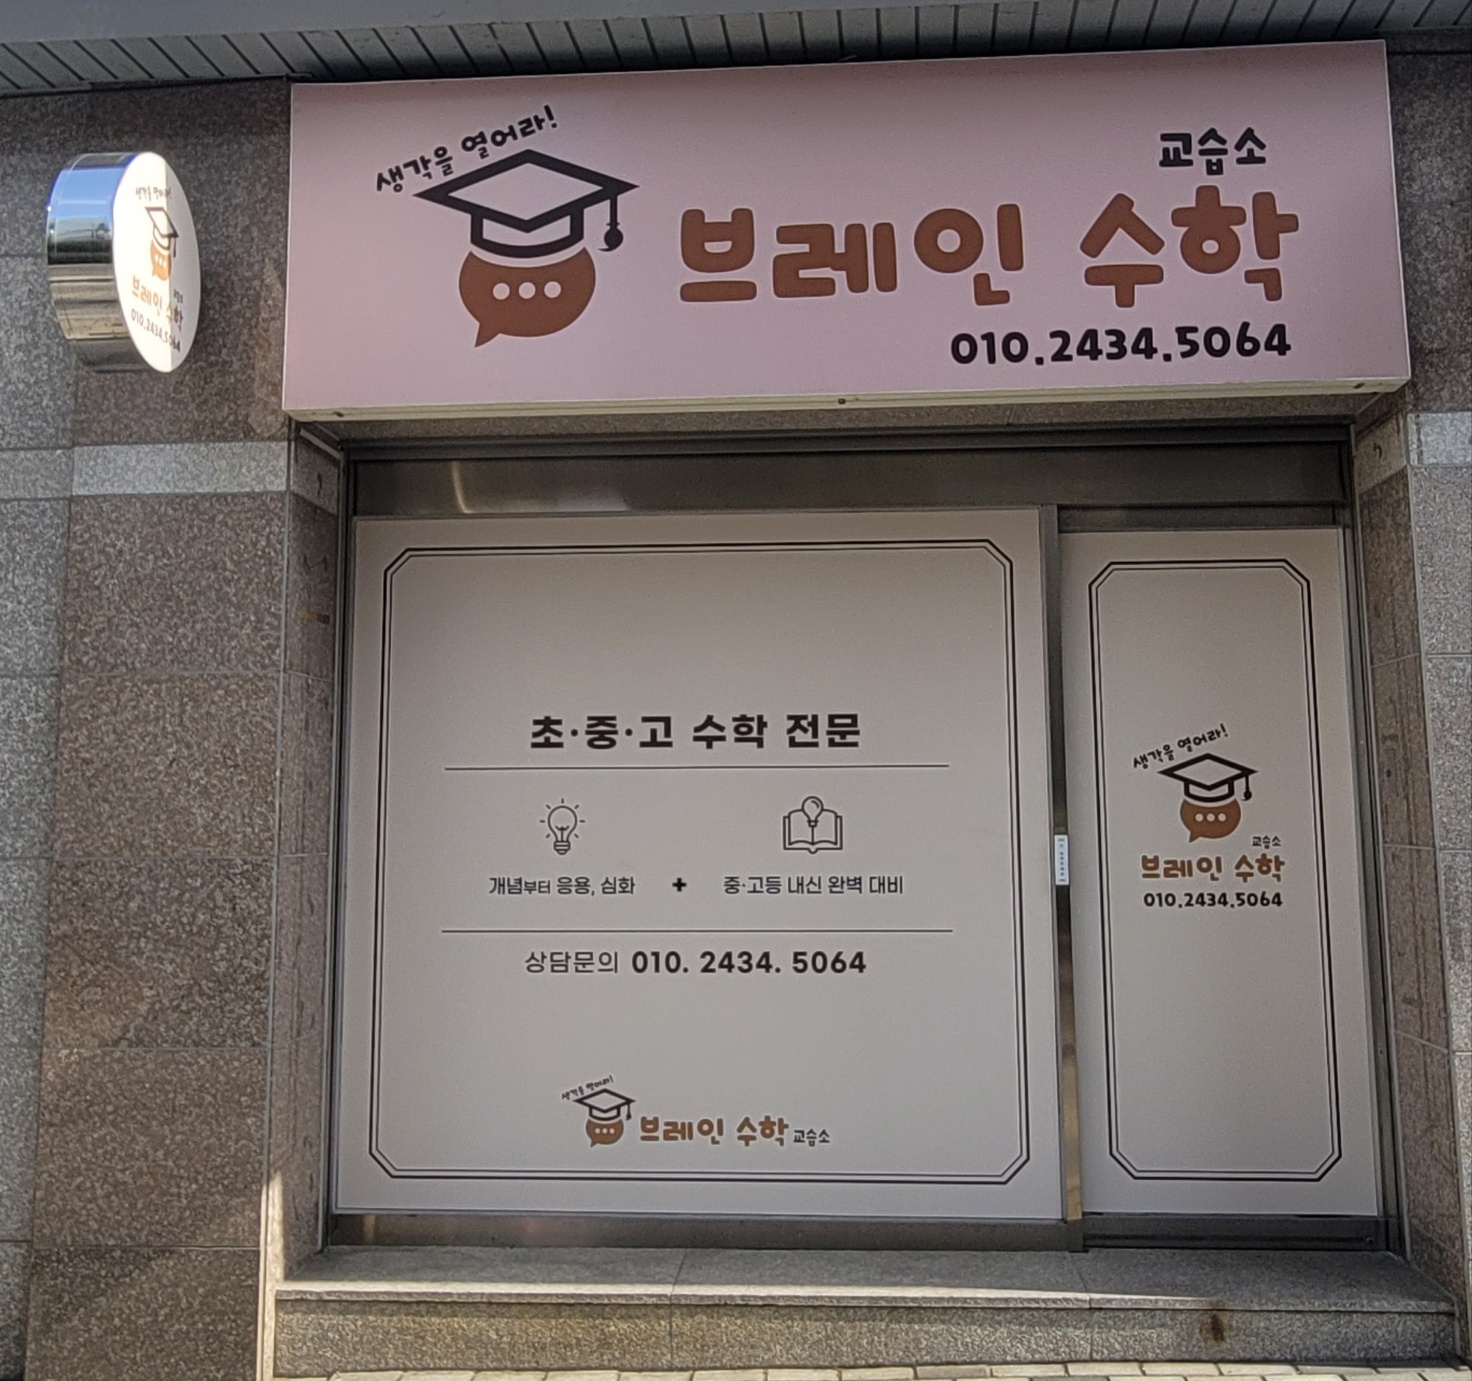 생각을 열어라!
교습소
브레인 수학
010.2434.5064
생각을 열어라!
브레인 수학
010.2434.5064
초·중·고 수학 전문
개념부터 응용, 심화 + 중·고등 내신 완벽 대비
상담문의 010. 2434. 5064
생각을 열어라!
브레인 수학 교습소
생각을 열어라!
교습소
브레인 수학
010.2434.5064